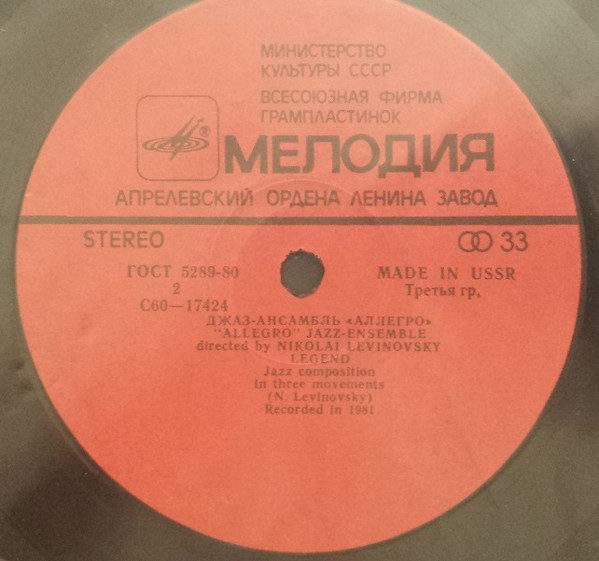 МИНИСТЕРСТВО
КУЛЬТУРЫ СССР
ВСЕСОЮЗНАЯ ФИРМА
ГРАМПЛАСТИНОК
®
МЕЛОДИЯ
АПРЕЛЕВСКИЙ ОРДЕНА ЛЕНИНА ЗАВОД
STEREO 33
ГОСТ 5289-80 MADE IN USSR
2 Третья гр.
С60—17424
ДЖАЗ-АНСАМБЛЬ «АЛЛЕГРО»
"ALLEGRO" JAZZ-ENSEMBLE
directed by NIKOLAI LEVINOVSKY
LEGEND
Jazz composition
in three movements
(N. Levinovsky)
Recorded in 1981